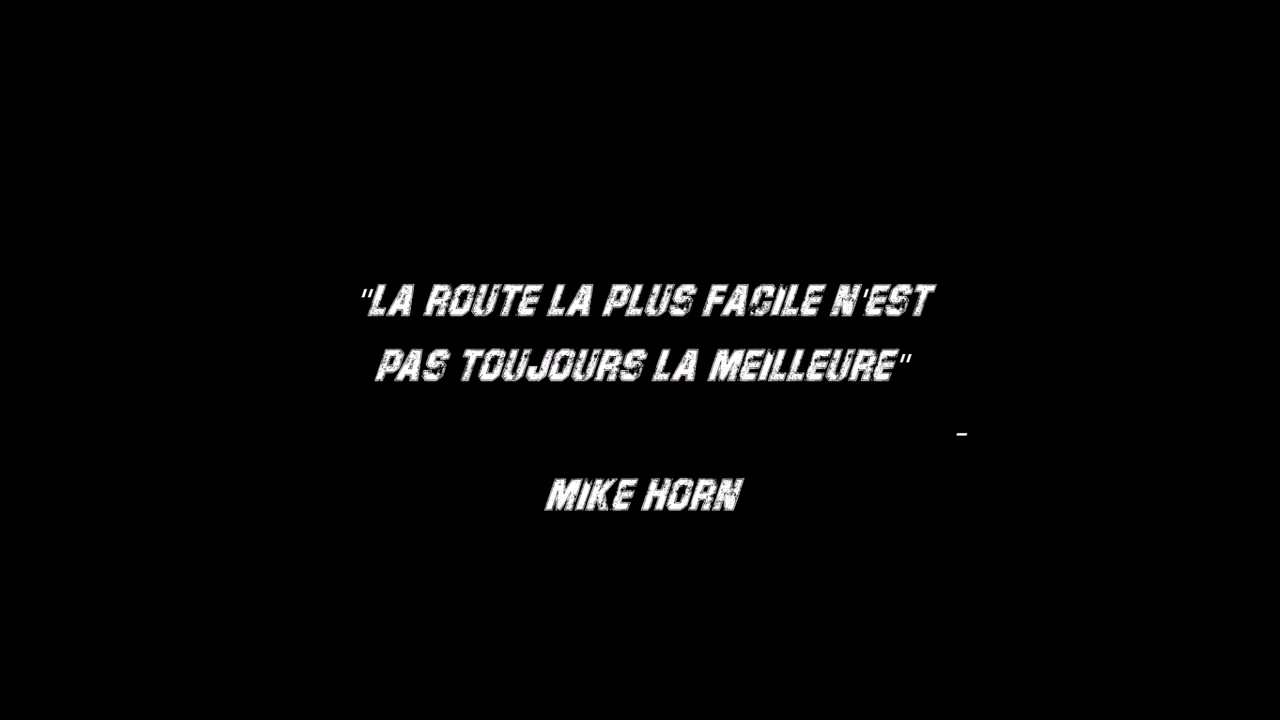 "LA ROUTE LA PLUS FACILE N'EST
PAS TOUJOURS LA MEILLEURE"
-
MIKE HORN